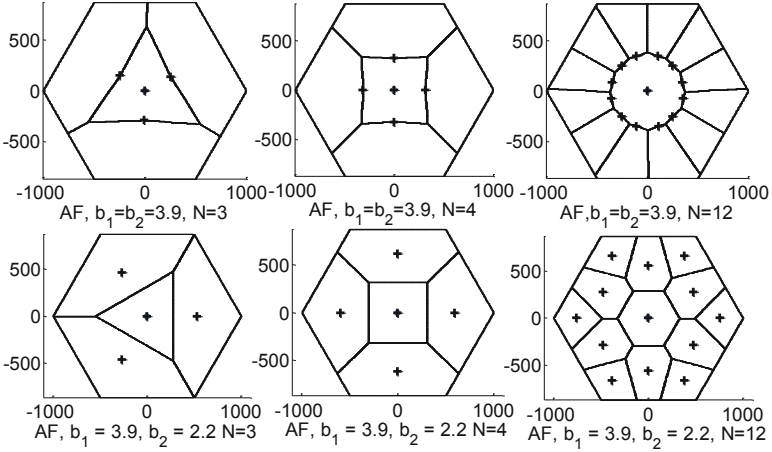 500
0
-500
-1000 0 1000
AF, b1=b2=3.9, N=3
500
0
-500
-1000 0 1000
AF, b1=b2=3.9, N=4
500
0
-500
-1000 0 1000
AF,b1=b2=3.9, N=12
500
0
-500
-1000 0 1000
AF, b1 = 3.9, b2 = 2.2 N=3
500
0
-500
-1000 0 1000
AF, b1 = 3.9, b2 = 2.2 N=4
500
0
-500
-1000 0 1000
AF, b1 = 3.9, b2 = 2.2, N=12